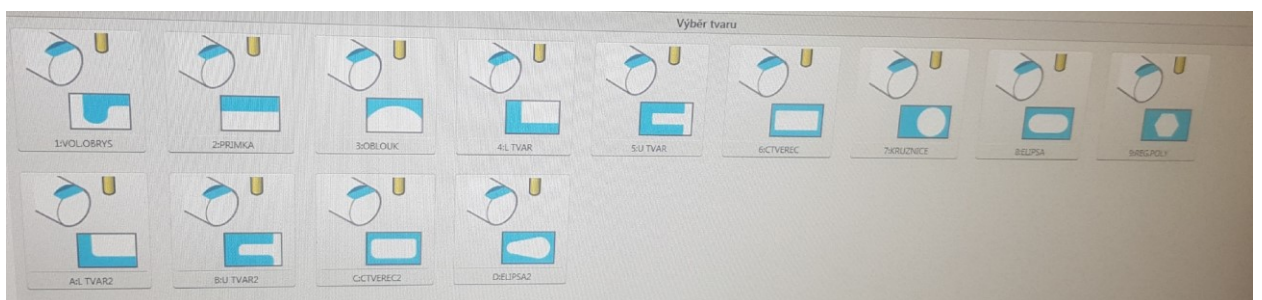 Výběr tvaru
1:VOL.OBRYS
2:PRIMKA
3:OBLOUK
4:L TVAR
5:U TVAR
6:CTVEREC
7:KRUZNICE
8:ELIPSA
9:REG.POLY
A:L TVAR2
B:U TVAR2
C:CTVEREC2
D:ELIPSA2